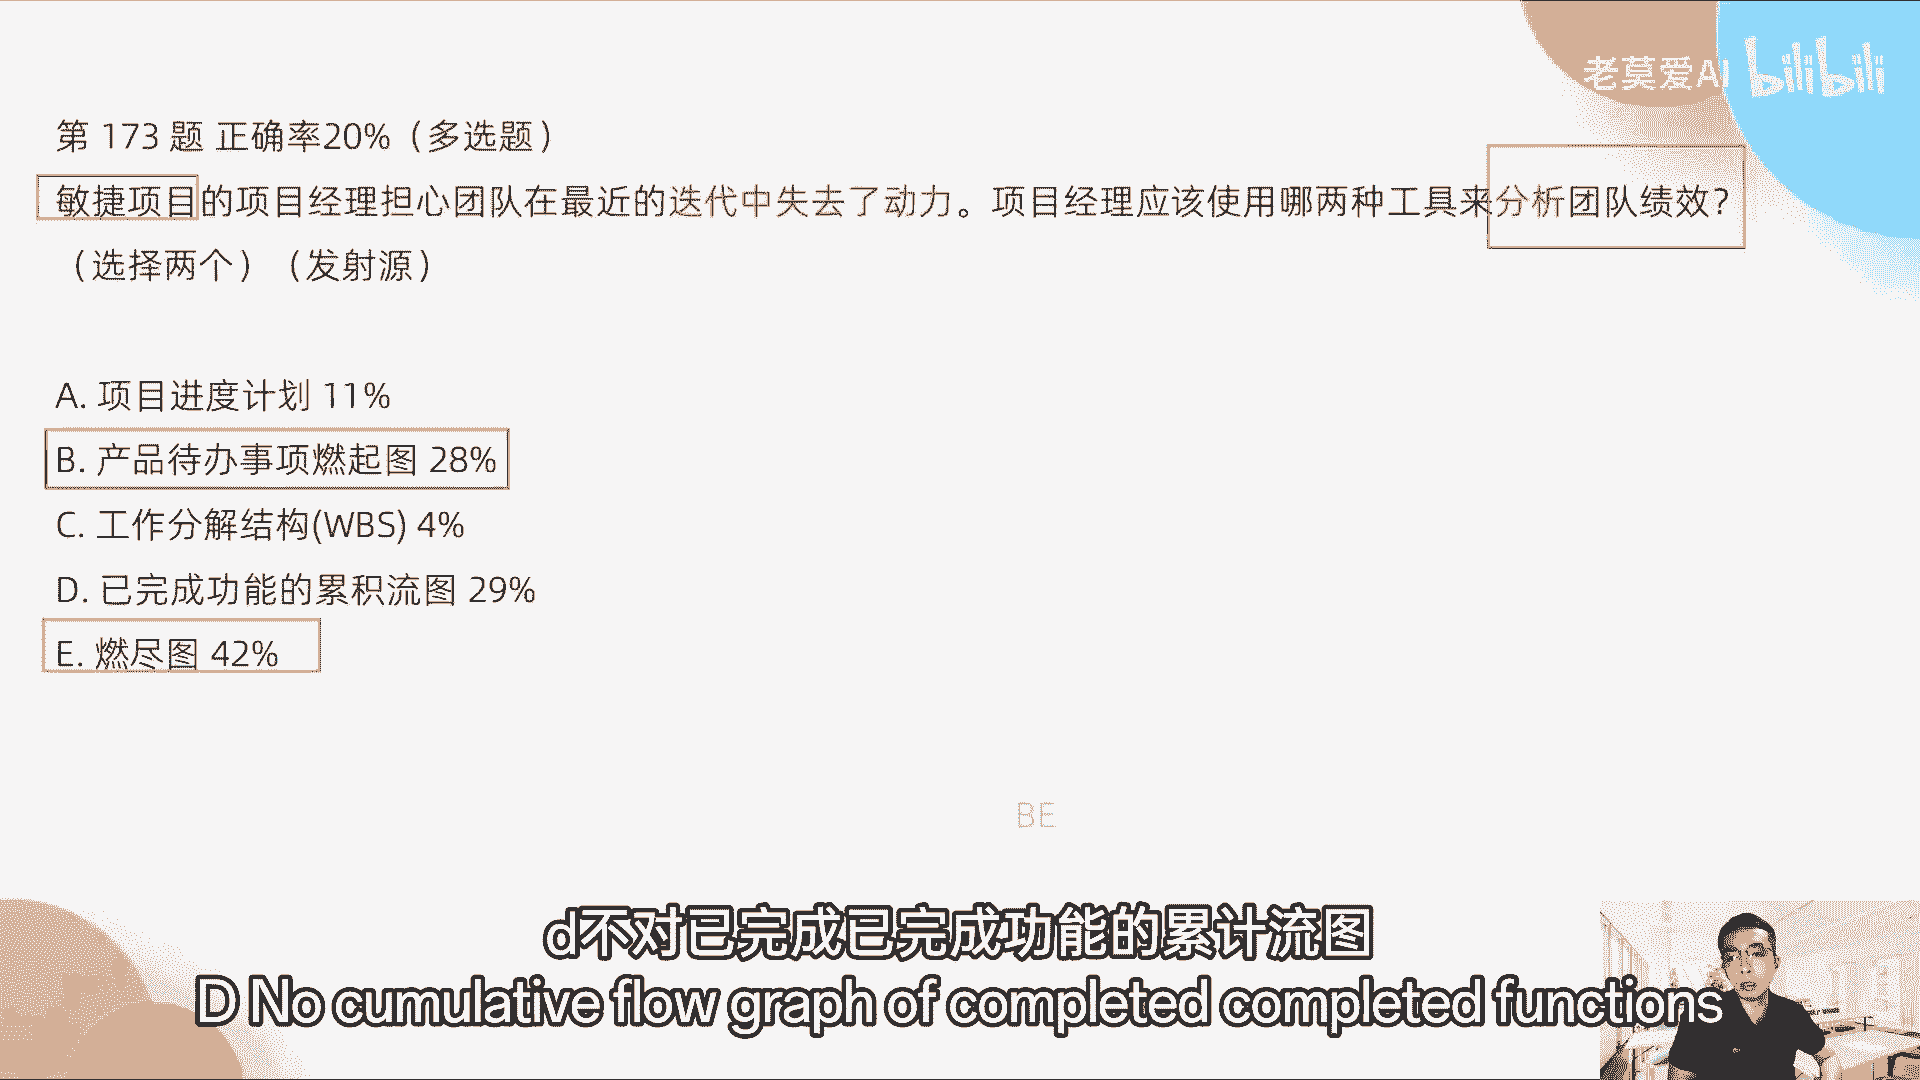 老莫爱AI bilibili
第 173 题 正确率20%（多选题）
敏捷项目的项目经理担心团队在最近的迭代中失去了动力。项目经理应该使用哪两种工具来分析团队绩效?
（选择两个）（发射源）
A. 项目进度计划 11%
B. 产品待办事项燃起图 28%
C. 工作分解结构(WBS) 4%
D. 已完成功能的累积流图 29%
E. 燃尽图 42%
BE
d不对已完成已完成功能的累计流图
D No cumulative flow graph of completed completed functions